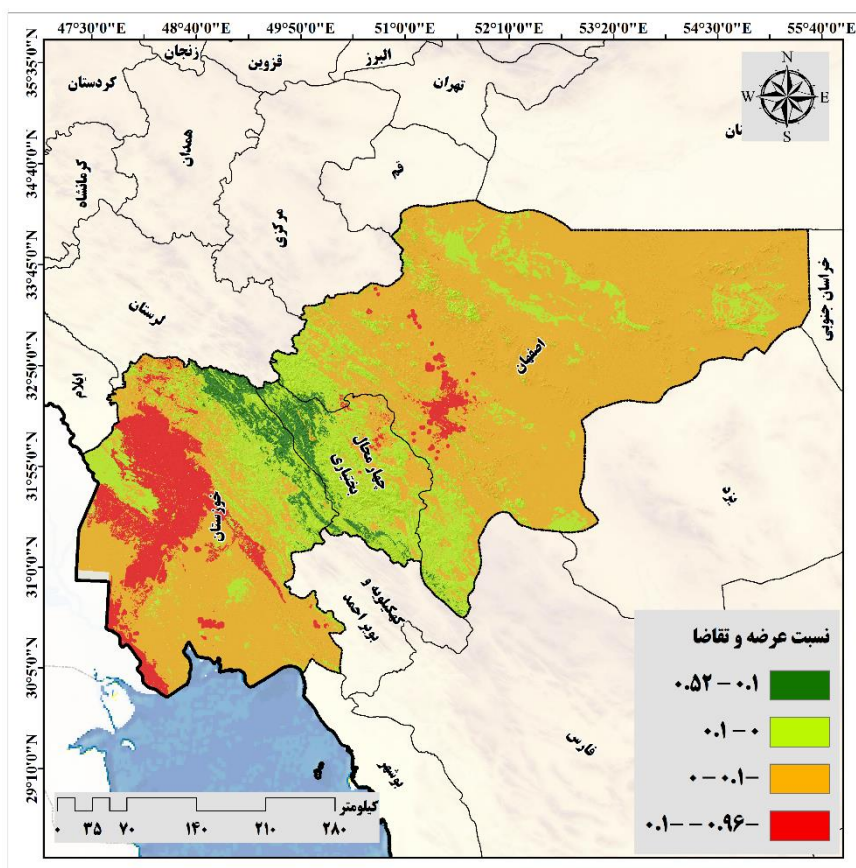 47°30'0"E 48°40'0"E 49°50'0"E 51°0'0"E 52°10'0"E 53°20'0"E 54°30'0"E 55°40'0"E
35°35'0"N
34°40'0"N
33°45'0"N
32°50'0"N
31°55'0"N
31°0'0"N
30°5'0"N
29°10'0"N
N
W E
S
زنجان
قزوین
البرز
تهران
کردستان
همدان
قم
کرمانشاه
مرکزی
لرستان
ایلام
اصفهان
خراسان جنوبی
چهار محال
بختیاری
خوزستان
یزد
کهکیلویه و
بویر احمد
فارس
بوشهر
نسبت عرضه و تقاضا
۰.۵۲ – ۰.۱
۰.۱ – ۰
۰ – ۰.۱-
۰.۱ – -۰.۹۶-
کیلومتر
۰ ۳۵ ۷۰ ۱۴۰ ۲۱۰ ۲۸۰